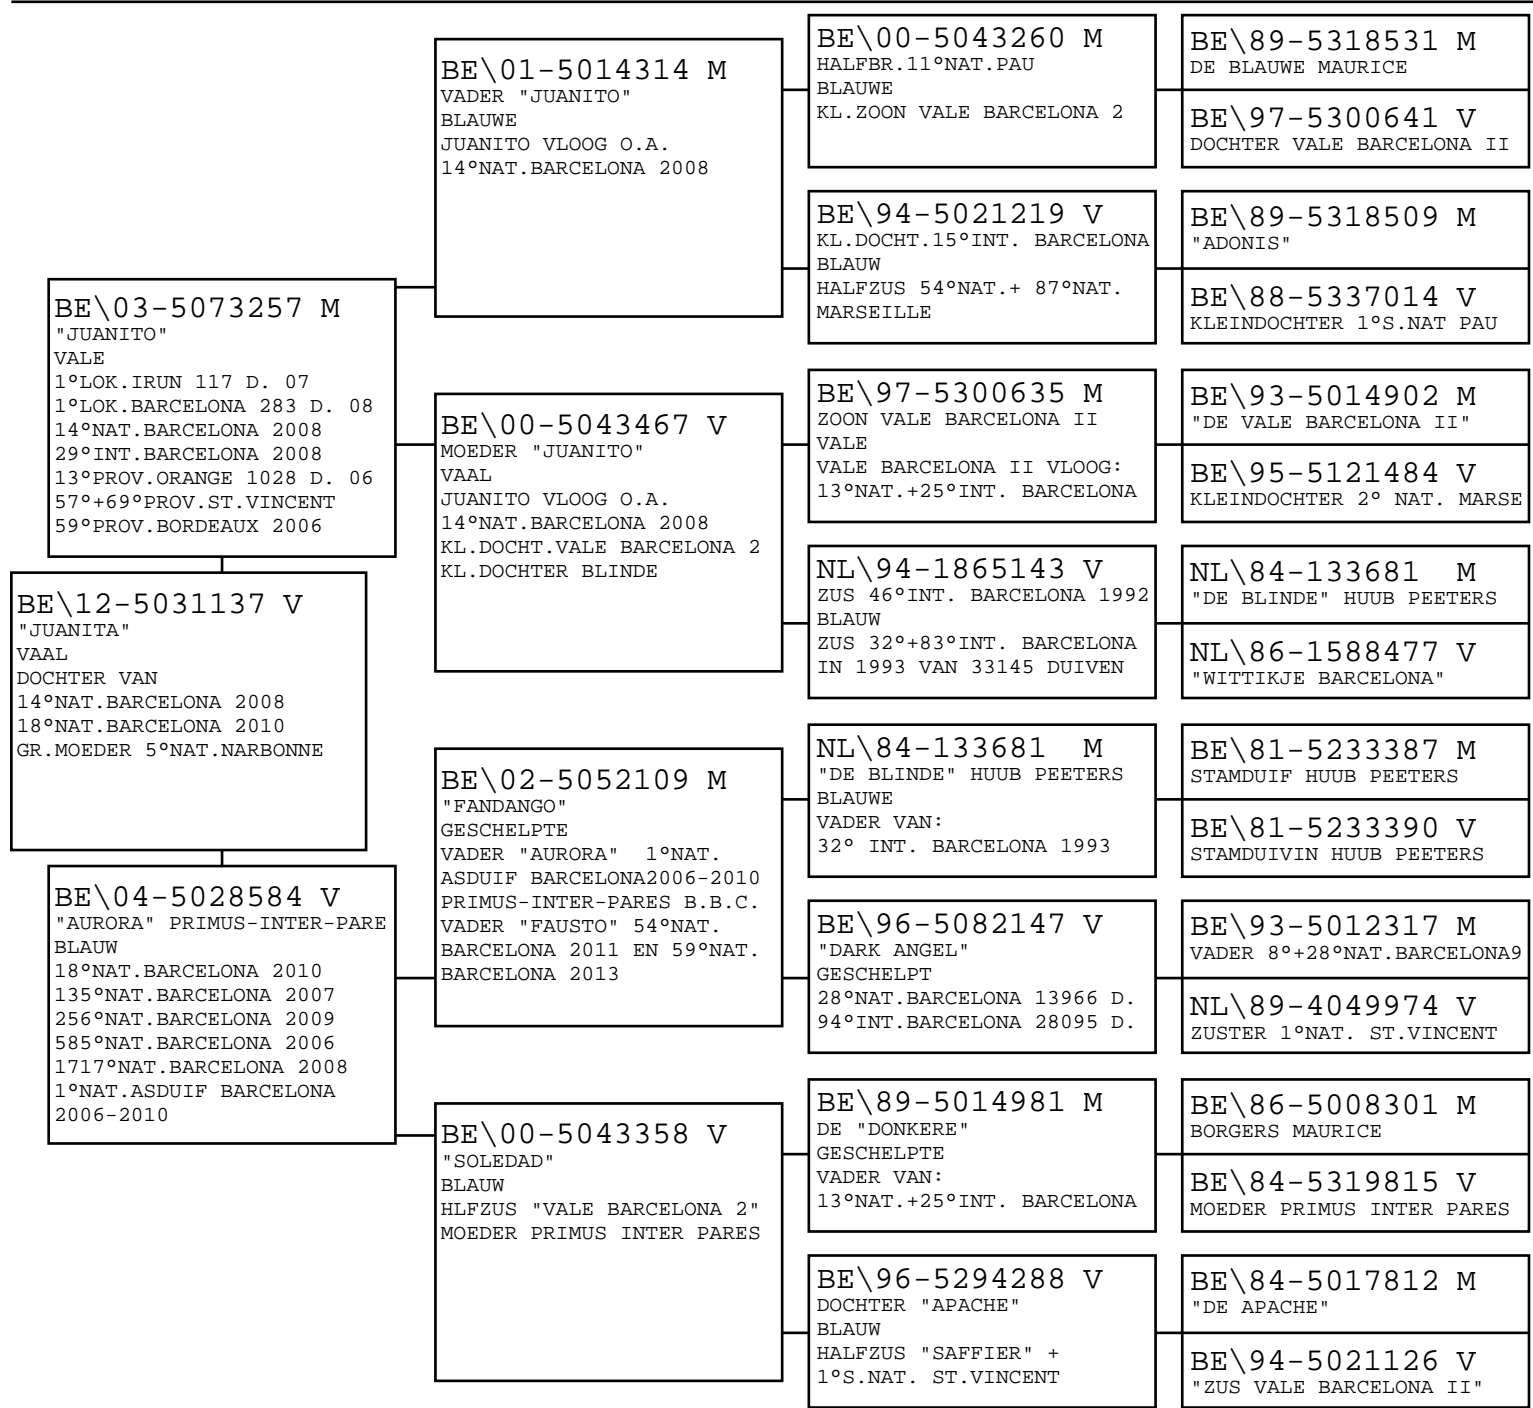 BE\12-5031137 V
"JUANITA"
VAAL
DOCHTER VAN
14°NAT.BARCELONA 2008
18°NAT.BARCELONA 2010
GR.MOEDER 5°NAT.NARBONNE
BE\03-5073257 M
"JUANITO"
VALE
1°LOK.IRUN 117 D. 07
1°LOK.BARCELONA 283 D. 08
14°NAT.BARCELONA 2008
29°INT.BARCELONA 2008
13°PROV.ORANGE 1028 D. 06
57°+69°PROV.ST.VINCENT
59°PROV.BORDEAUX 2006
BE\04-5028584 V
"AURORA" PRIMUS-INTER-PARE
BLAUW
18°NAT.BARCELONA 2010
135°NAT.BARCELONA 2007
256°NAT.BARCELONA 2009
585°NAT.BARCELONA 2006
1717°NAT.BARCELONA 2008
1°NAT.ASDUIF BARCELONA
2006-2010
BE\01-5014314 M
VADER "JUANITO"
BLAUWE
JUANITO VLOOG O.A.
14°NAT.BARCELONA 2008
BE\00-5043467 V
MOEDER "JUANITO"
VAAL
JUANITO VLOOG O.A.
14°NAT.BARCELONA 2008
KL.DOCHT.VALE BARCELONA 2
KL.DOCHTER BLINDE
BE\02-5052109 M
"FANDANGO"
GESCHELPTE
VADER "AURORA"  1°NAT.
ASDUIF BARCELONA2006-2010
PRIMUS-INTER-PARES B.B.C.
VADER "FAUSTO" 54°NAT.
BARCELONA 2011 EN 59°NAT.
BARCELONA 2013
BE\00-5043358 V
"SOLEDAD"
BLAUW
HLFZUS "VALE BARCELONA 2"
MOEDER PRIMUS INTER PARES
BE\00-5043260 M
HALFBR.11°NAT.PAU
BLAUWE
KL.ZOON VALE BARCELONA 2
BE\94-5021219 V
KL.DOCHT.15°INT. BARCELONA
BLAUW
HALFZUS 54°NAT.+ 87°NAT.
MARSEILLE
BE\97-5300635 M
ZOON VALE BARCELONA II
VALE
VALE BARCELONA II VLOOG:
13°NAT.+25°INT. BARCELONA
NL\94-1865143 V
ZUS 46°INT. BARCELONA 1992
BLAUW
ZUS 32°+83°INT. BARCELONA
IN 1993 VAN 33145 DUIVEN
NL\84-133681  M
"DE BLINDE" HUUB PEETERS
BLAUWE
VADER VAN:
32° INT. BARCELONA 1993
BE\96-5082147 V
"DARK ANGEL"
GESCHELPT
28°NAT.BARCELONA 13966 D.
94°INT.BARCELONA 28095 D.
BE\89-5014981 M
DE "DONKERE"
GESCHELPTE
VADER VAN:
13°NAT.+25°INT. BARCELONA
BE\96-5294288 V
DOCHTER "APACHE"
BLAUW
HALFZUS "SAFFIER" +
1°S.NAT. ST.VINCENT
BE\89-5318531 M
DE BLAUWE MAURICE
BE\97-5300641 V
DOCHTER VALE BARCELONA II
BE\89-5318509 M
"ADONIS"
BE\88-5337014 V
KLEINDOCHTER 1°S.NAT PAU
BE\93-5014902 M
"DE VALE BARCELONA II"
BE\95-5121484 V
KLEINDOCHTER 2° NAT. MARSE
NL\84-133681  M
"DE BLINDE" HUUB PEETERS
NL\86-1588477 V
"WITTIKJE BARCELONA"
BE\81-5233387 M
STAMDUIF HUUB PEETERS
BE\81-5233390 V
STAMDUIVIN HUUB PEETERS
BE\93-5012317 M
VADER 8°+28°NAT.BARCELONA9
NL\89-4049974 V
ZUSTER 1°NAT. ST.VINCENT
BE\86-5008301 M
BORGERS MAURICE
BE\84-5319815 V
MOEDER PRIMUS INTER PARES
BE\84-5017812 M
"DE APACHE"
BE\94-5021126 V
"ZUS VALE BARCELONA II"